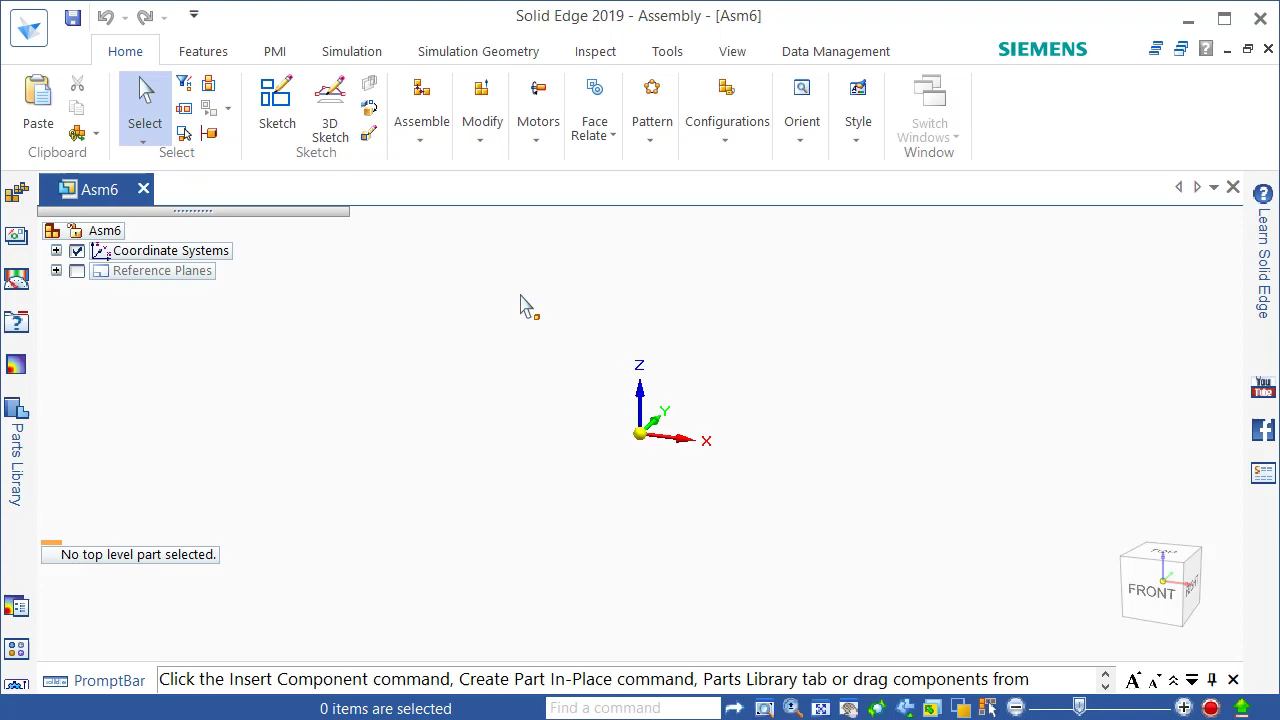 Solid Edge 2019 - Assembly - [Asm6]
Home
Features
PMI
Simulation
Simulation Geometry
Inspect
Tools
View
Data Management
SIEMENS
Paste
Select
Sketch
3D
Sketch
Assemble
Modify
Motors
Face
Relate
Pattern
Configurations
Orient
Style
Switch
Windows
Clipboard
Select
Sketch
Window
Asm6
Asm6
Coordinate Systems
Reference Planes
Z
Y
X
No top level part selected.
FRONT
Parts Library
Learn Solid Edge
You
Tube
PromptBar
Click the Insert Component command, Create Part In-Place command, Parts Library tab or drag components from
0 items are selected
Find a command